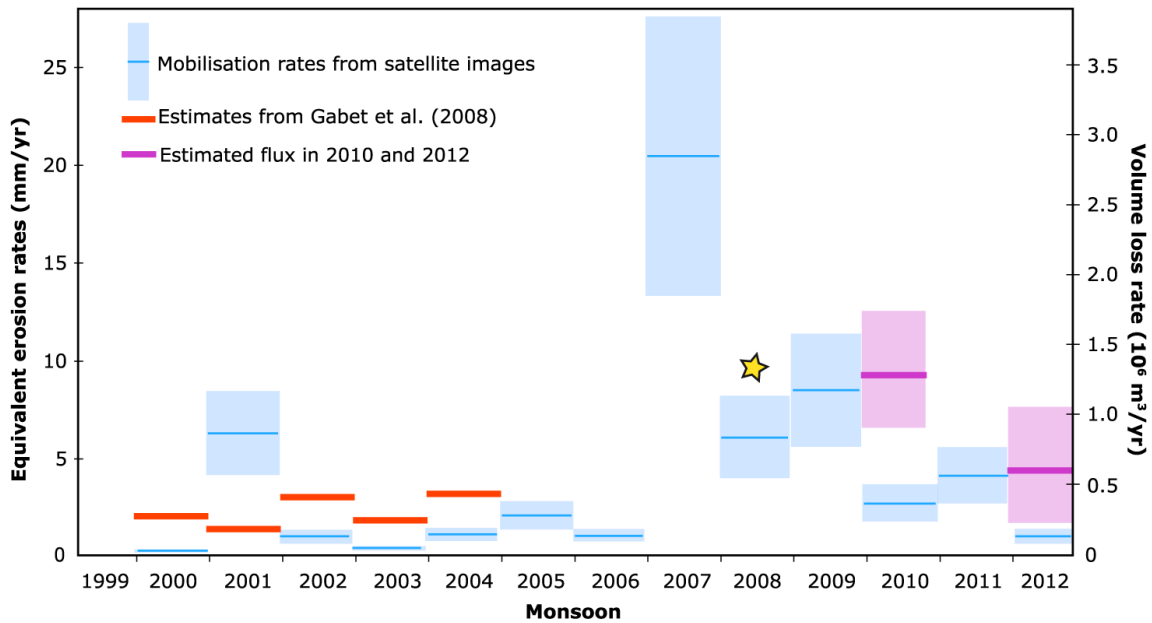 Mobilisation rates from satellite images
Estimates from Gabet et al. (2008)
Estimated flux in 2010 and 2012
Equivalent erosion rates (mm/yr)
25
20
15
10
5
0
Volume loss rate (10⁶ m³/yr)
3.5
3.0
2.5
2.0
1.5
1.0
0.5
0
1999 2000 2001 2002 2003 2004 2005 2006 2007 2008 2009 2010 2011 2012
Monsoon